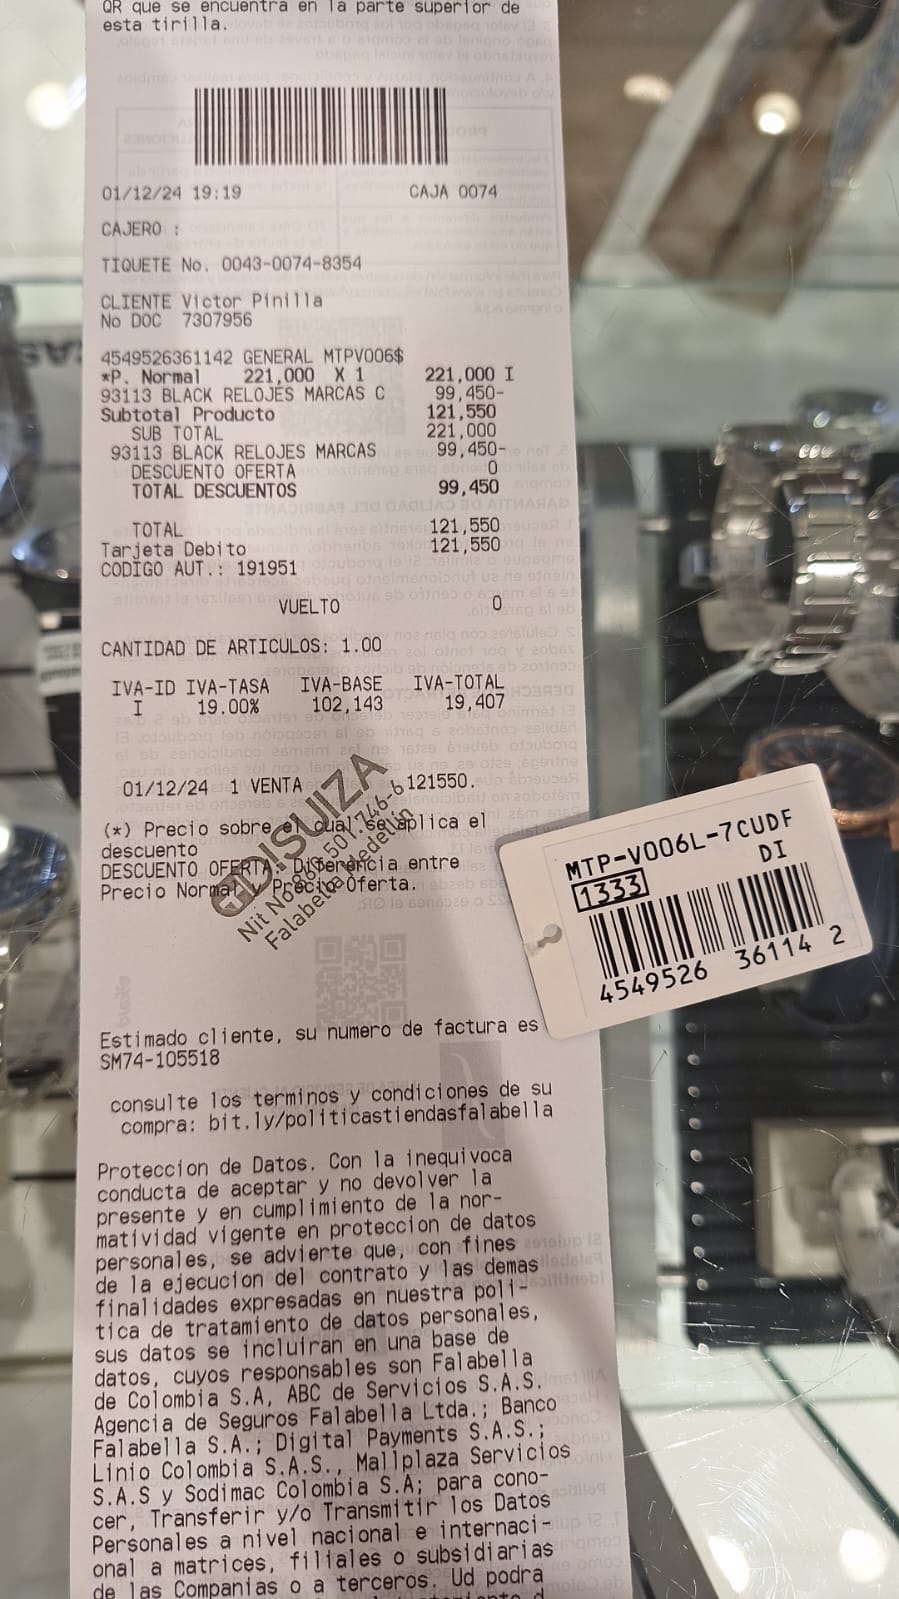 QR que se encuentra en la parte superior de
esta tirilla.
01/12/24 19:19 CAJA 0074
CAJERO :
TIQUETE No. 0043-0074-8354
CLIENTE Victor Pinilla
No DOC 7307956
4549526361142 GENERAL MTPV006$
*P. Normal 221,000 X 1 221,000 I
93113 BLACK RELOJES MARCAS C 99,450-
Subtotal Producto 121,550
SUB TOTAL 221,000
93113 BLACK RELOJES MARCAS 99,450-
DESCUENTO OFERTA 0
TOTAL DESCUENTOS 99,450
TOTAL 121,550
Tarjeta Debito 121,550
CODIGO AUT.: 191951
VUELTO 0
CANTIDAD DE ARTICULOS: 1.00
IVA-ID IVA-TASA IVA-BASE IVA-TOTAL
I 19.00% 102,143 19,407
01/12/24 1 VENTA 121550.
(*) Precio sobre el cual se aplica el
descuento
DESCUENTO OFERTA: Diferencia entre
Precio Normal y Precio Oferta.
DISUIZA
Nit No 860.501.746-6
Falabella Medellin
MTP-V006L-7CUDF
DI
1333
4549526 36114 2
Estimado cliente, su numero de factura es
SM74-105518
consulte los terminos y condiciones de su
compra: bit.ly/politicastiendasfalabella
Proteccion de Datos. Con la inequivoca
conducta de aceptar y no devolver la
presente y en cumplimiento de la nor-
matividad vigente en proteccion de datos
personales, se advierte que, con fines
de la ejecucion del contrato y las demas
finalidades expresadas en nuestra poli-
tica de tratamiento de datos personales,
sus datos se incluiran en una base de
datos, cuyos responsables son Falabella
de Colombia S.A, ABC de Servicios S.A.S.
Agencia de Seguros Falabella Ltda.; Banco
Falabella S.A.; Digital Payments S.A.S.;
Linio Colombia S.A.S., Mallplaza Servicios
S.A.S y Sodimac Colombia S.A; para cono-
cer, Transferir y/o Transmitir los Datos
Personales a nivel nacional e internaci-
onal a matrices, filiales o subsidiarias
de las Companias o a terceros. Ud podra